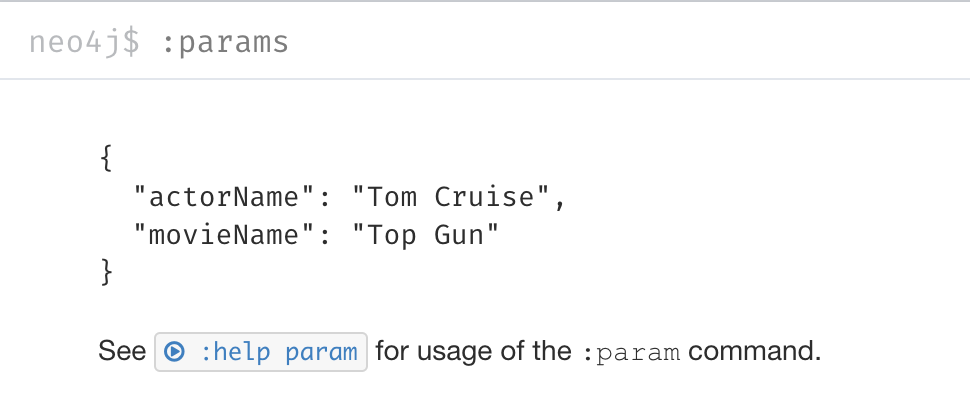 neo4j$ :params
{
"actorName": "Tom Cruise",
"movieName": "Top Gun"
}
See :help param for usage of the :param command.